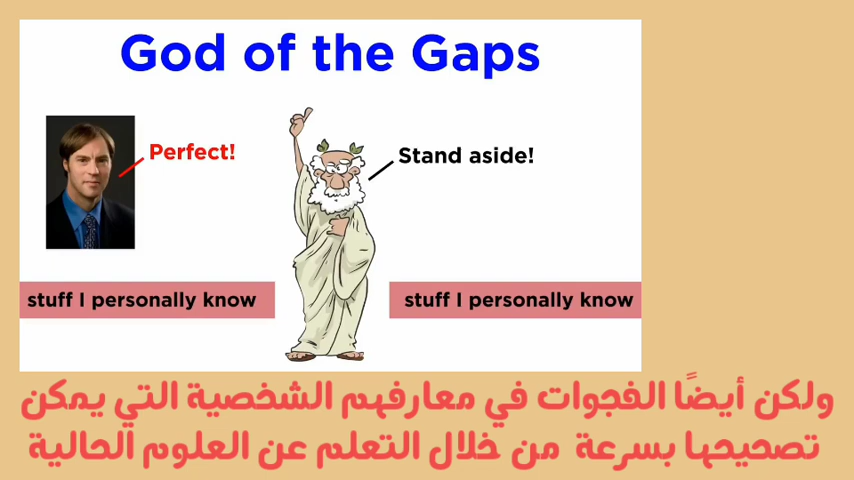 God of the Gaps
Perfect!
Stand aside!
stuff I personally know
stuff I personally know
ولكن أيضًا الفجوات في معارفهم الشخصية التي يمكن
تصحيحها بسرعة من خلال التعلم عن العلوم الحالية